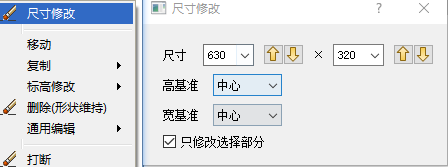 尺寸修改
移动
复制
标高修改
删除(形状维持)
通用编辑
打断
尺寸修改
尺寸 630 × 320
高基准 中心
宽基准 中心
只修改选择部分